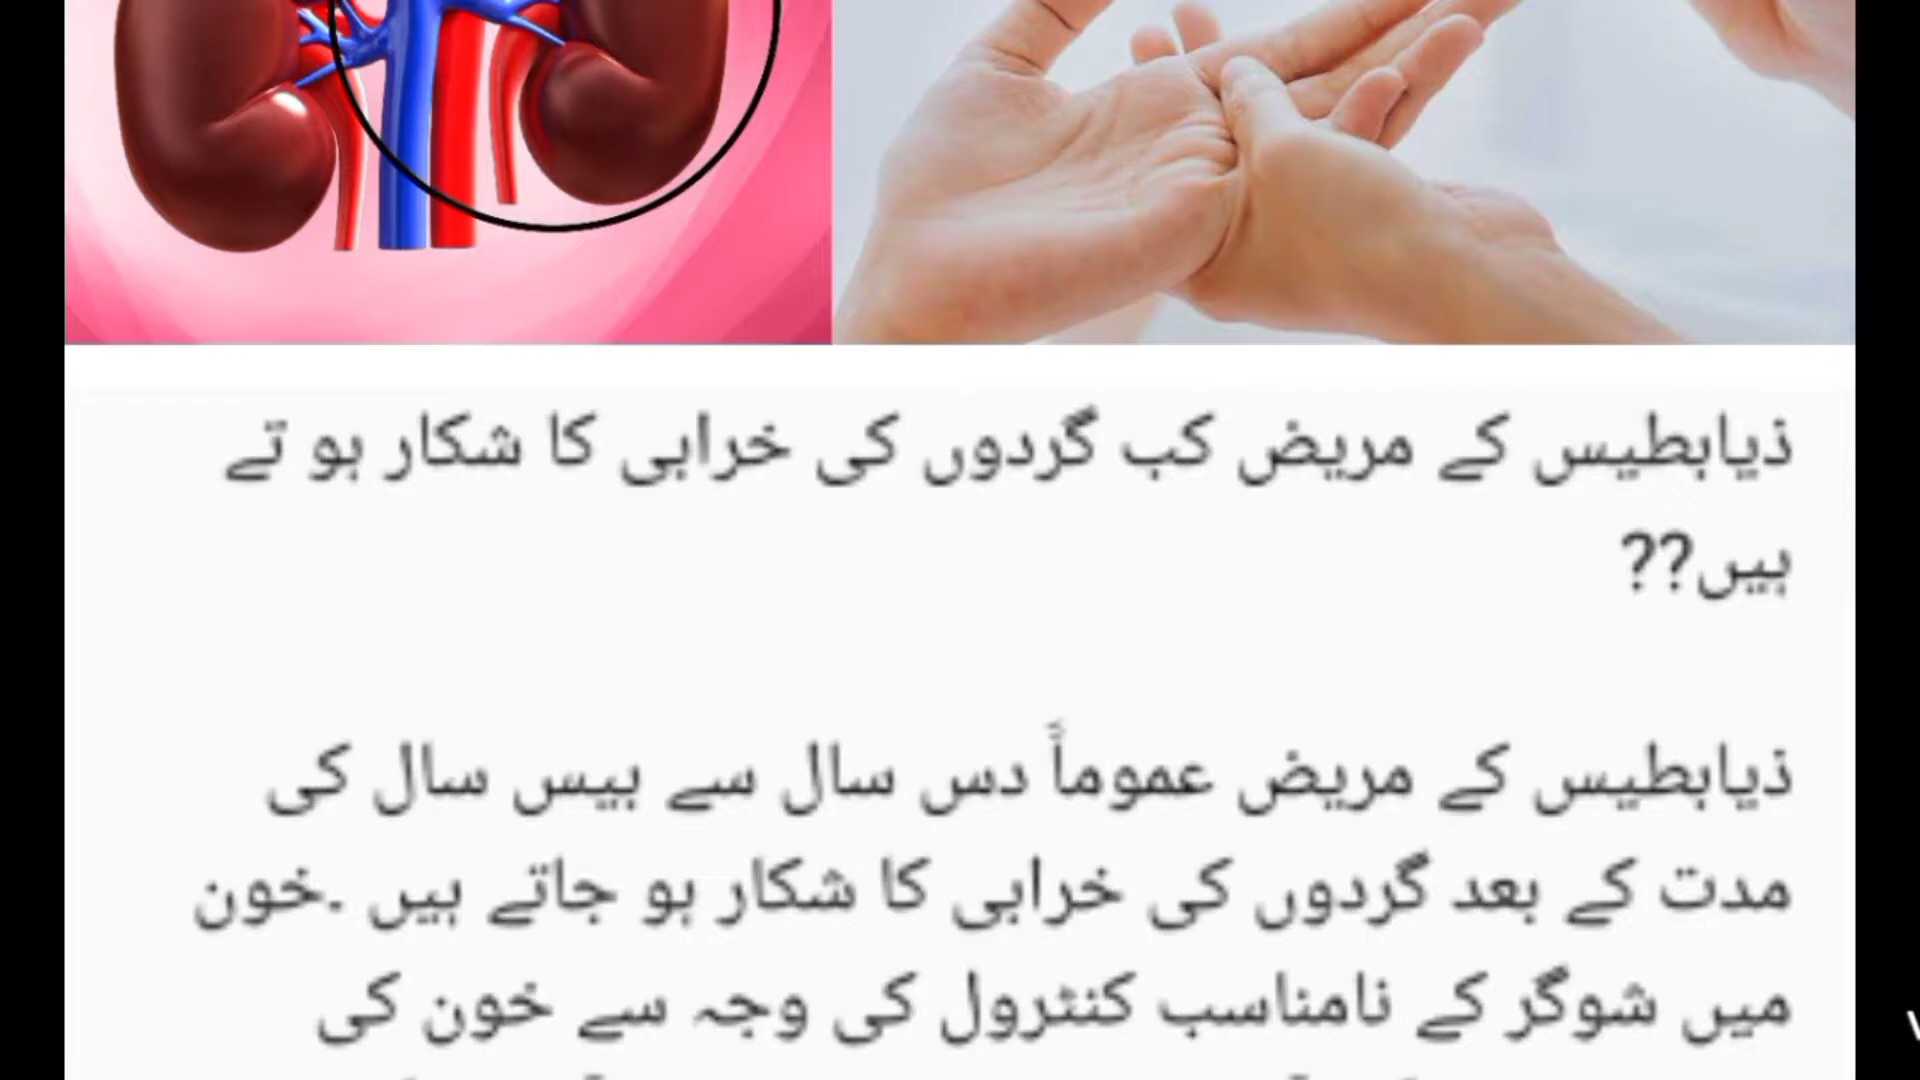 ذیابطیس کے مریض کب گردوں کی خرابی کا شکار ہو تے
ہیں??
ذیابطیس کے مریض عموماََ دس سال سے بیس سال کی
مدت کے بعد گردوں کی خرابی کا شکار ہو جاتے ہیں .خون
میں شوگر کے نامناسب کنٹرول کی وجہ سے خون کی